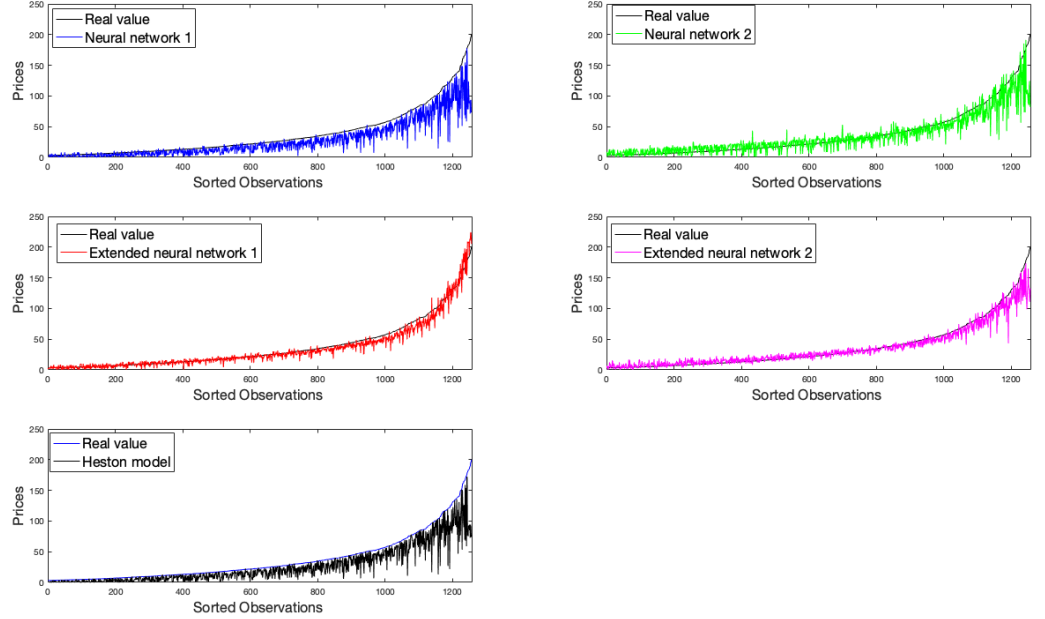 Real value
Neural network 1
Prices
250
200
150
100
50
0
0 200 400 600 800 1000 1200
Sorted Observations
Real value
Neural network 2
Prices
250
200
150
100
50
0
0 200 400 600 800 1000 1200
Sorted Observations
Real value
Extended neural network 1
Prices
250
200
150
100
50
0
0 200 400 600 800 1000 1200
Sorted Observations
Real value
Extended neural network 2
Prices
250
200
150
100
50
0
0 200 400 600 800 1000 1200
Sorted Observations
Real value
Heston model
Prices
250
200
150
100
50
0
0 200 400 600 800 1000 1200
Sorted Observations